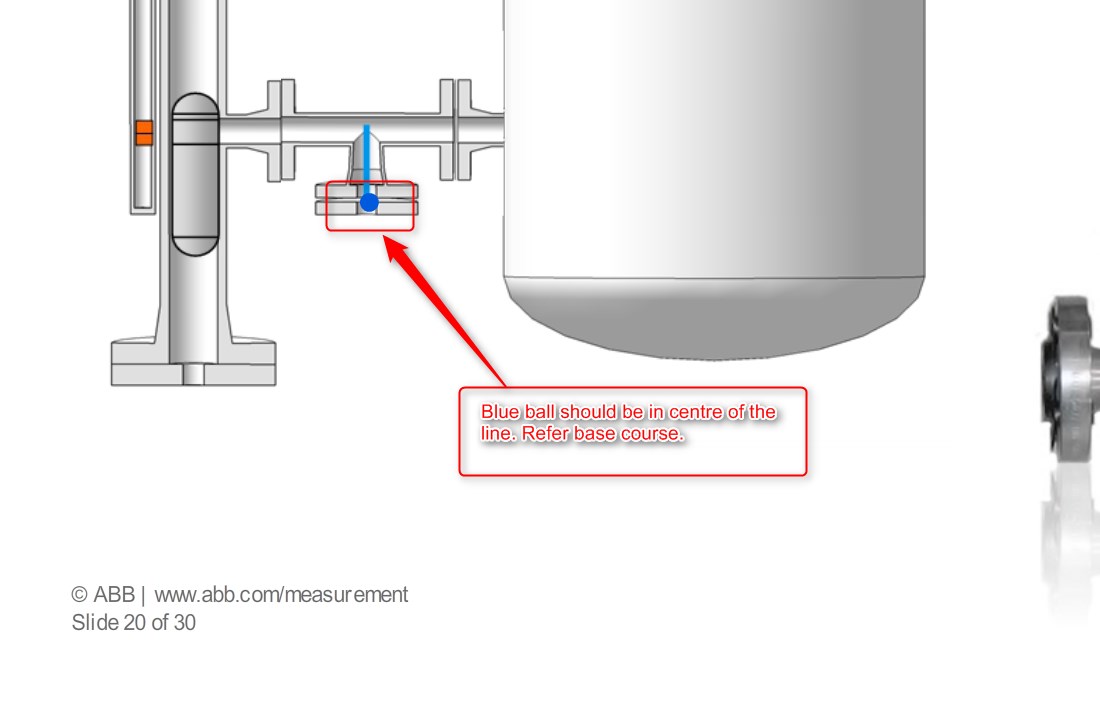 Blue ball should be in centre of the
line. Refer base course.
© ABB | www.abb.com/measurement
Slide 20 of 30